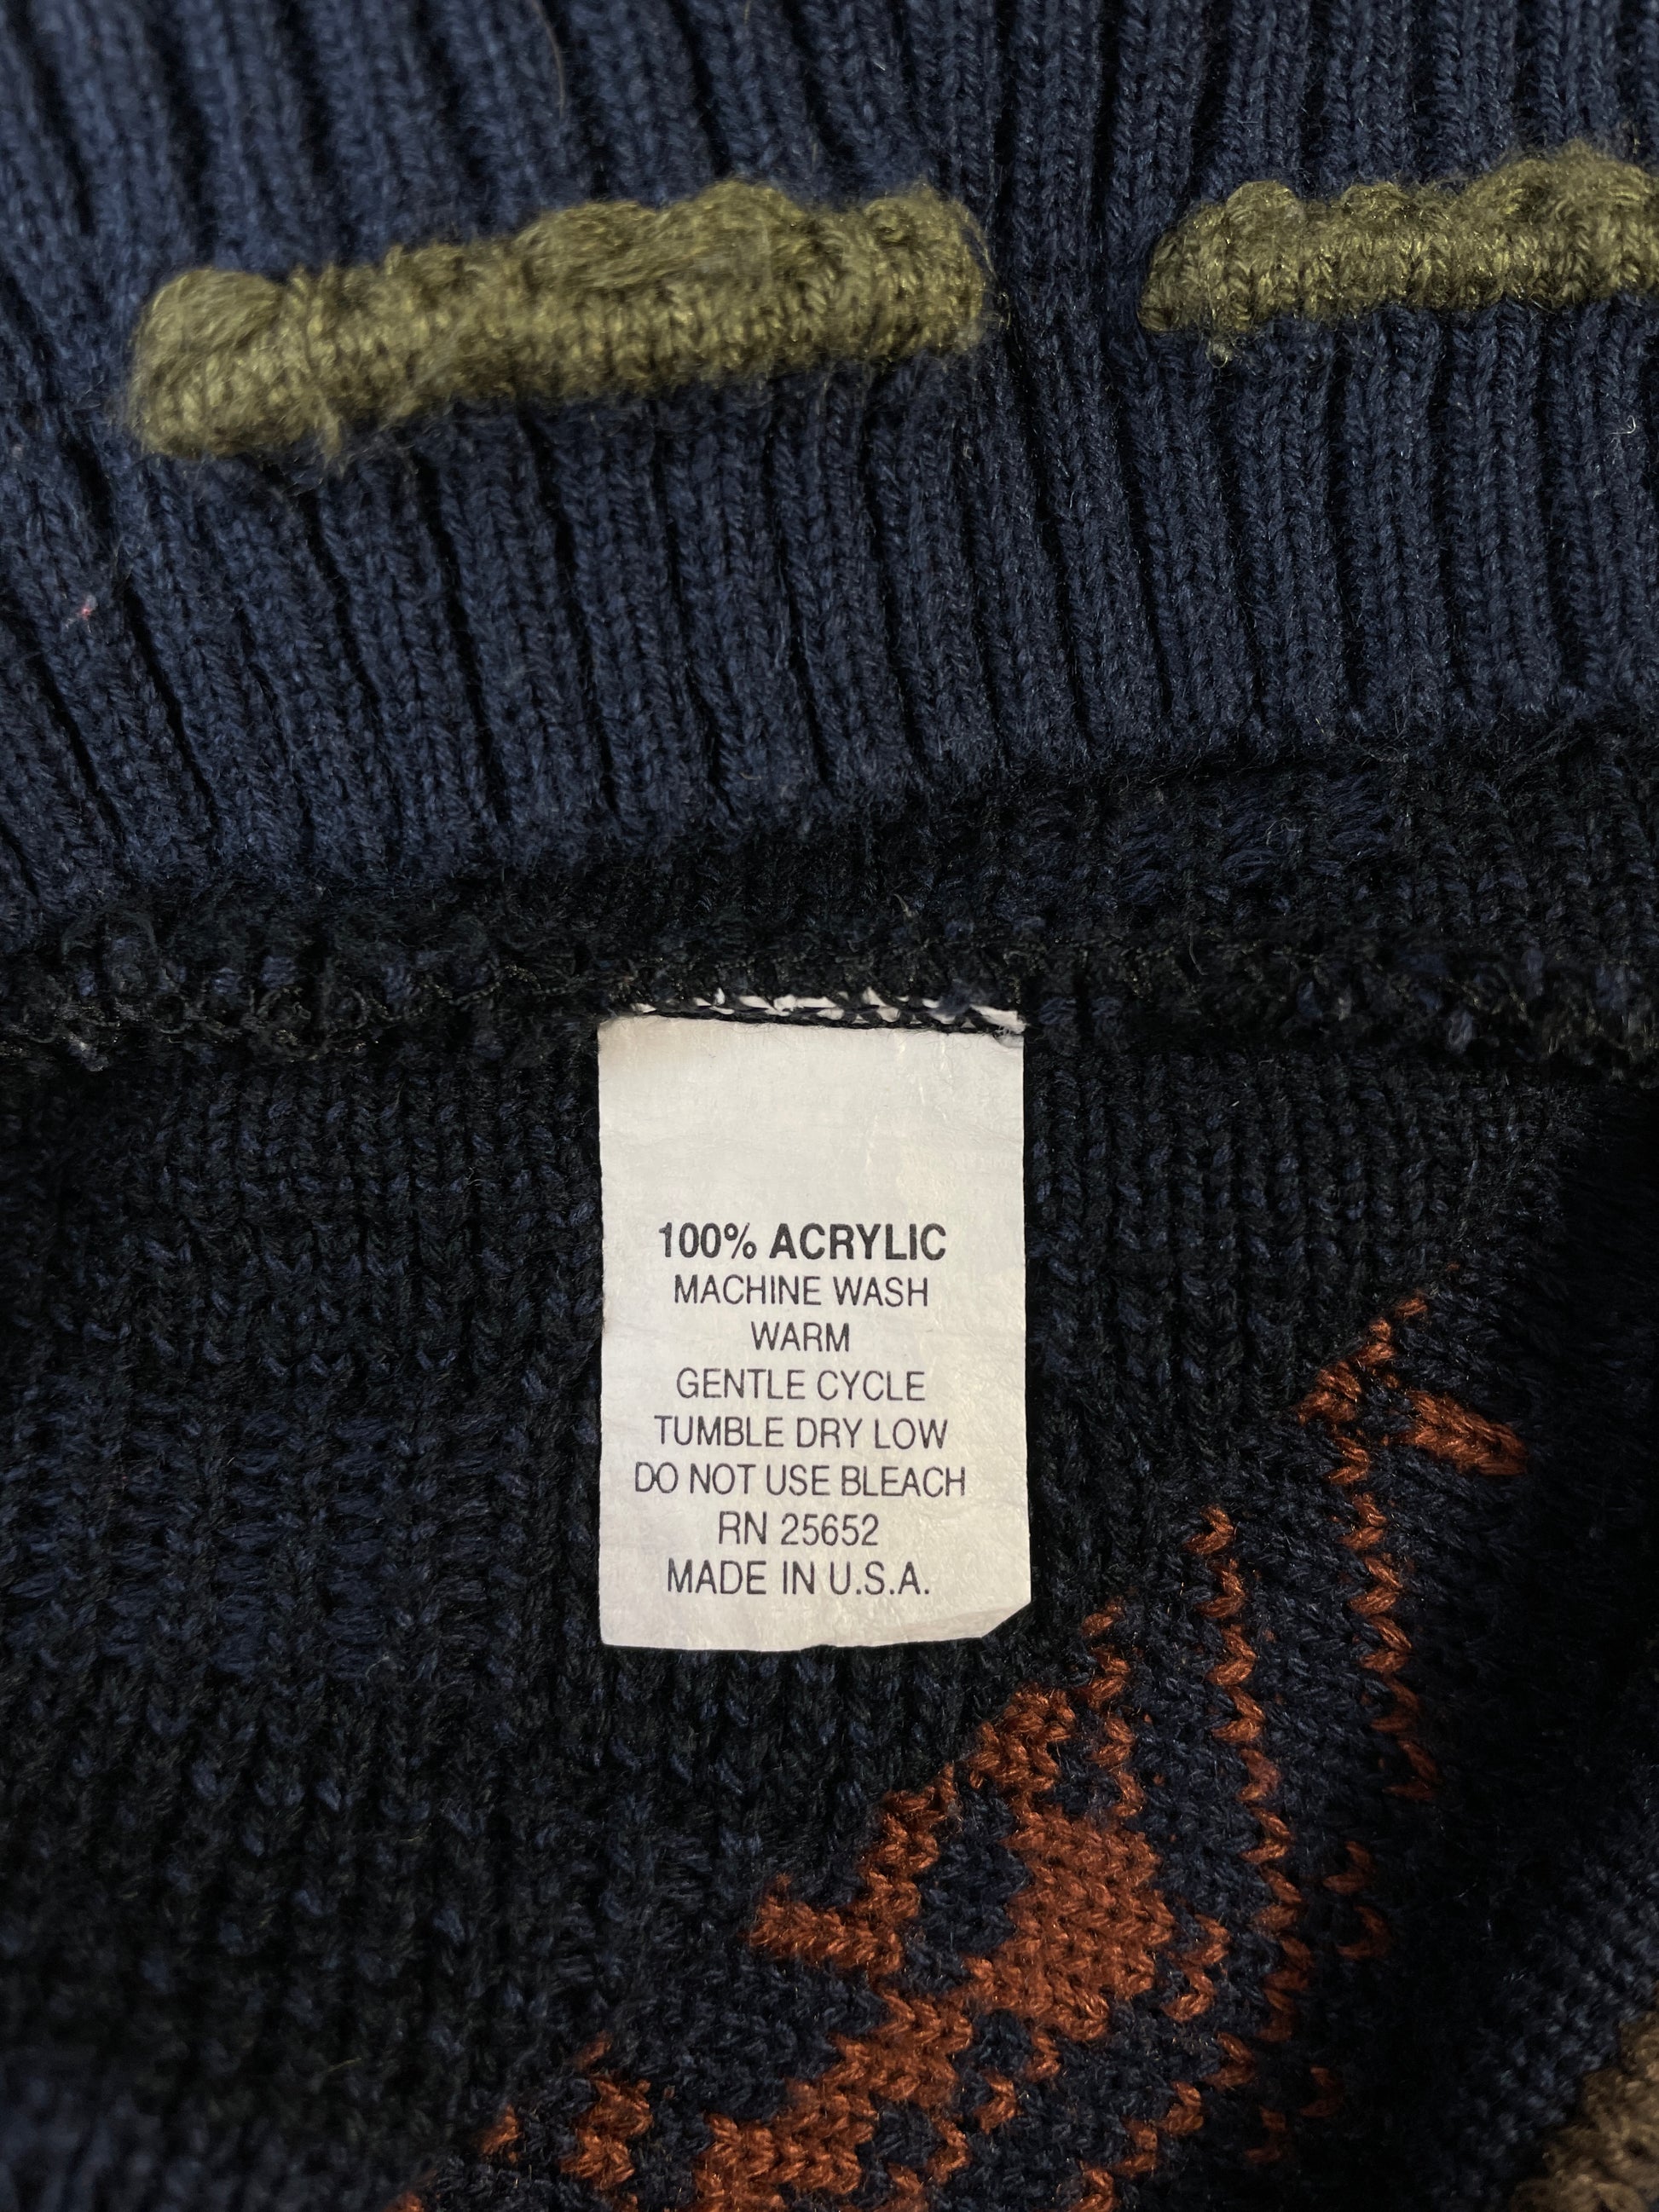 100% ACRYLIC
MACHINE WASH
WARM
GENTLE CYCLE
TUMBLE DRY LOW
DO NOT USE BLEACH
RN 25652
MADE IN U.S.A.